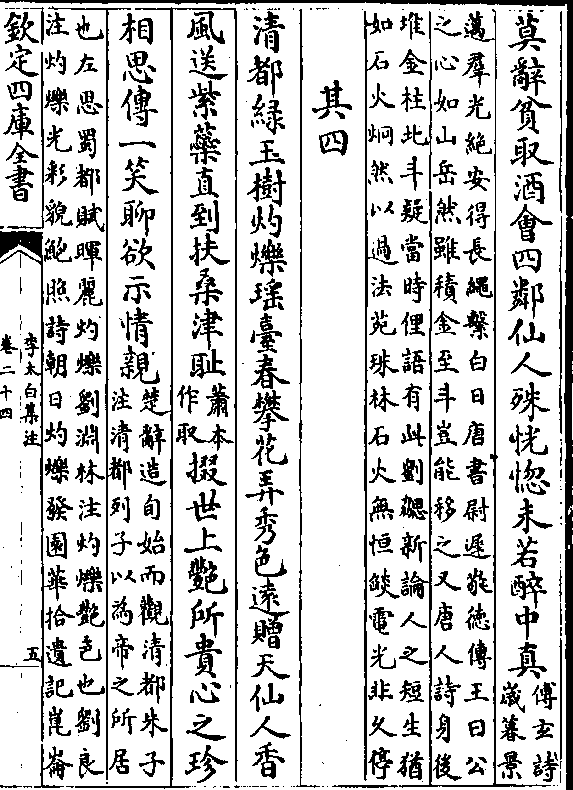 莫辭貧取酒會四鄰仙人殊恍惚未若醉中真
傅玄詩
歲暮景
邁羣光絶安得長繩繫白日唐書尉遲敬德傳王曰公
之心如山岳然雖積金至斗豈能移之又唐人詩身後
堆金柱北斗疑當時俚語有此劉勰新論人之短生猶
如石火炯然以過法苑珠林石火無恒燄電光非久停
其四
清都緑玉樹灼爍瑶臺春攀花弄秀色逺贈天仙人香
風送紫蘂直到扶桑津耻
蕭本
作取
掇世上艷所貴心之珍
相思傳一笑聊欲示情親
楚辭造旬始而觀清都朱子
注清都列子以為帝之所居
也左思蜀都賦暉麗灼爍劉淵林注灼爍艷色也劉良
注灼爍光彩貌鮑照詩朝日灼爍發園華拾遺記崑崙
欽定四庫全書
李太白集注
卷二十四
五